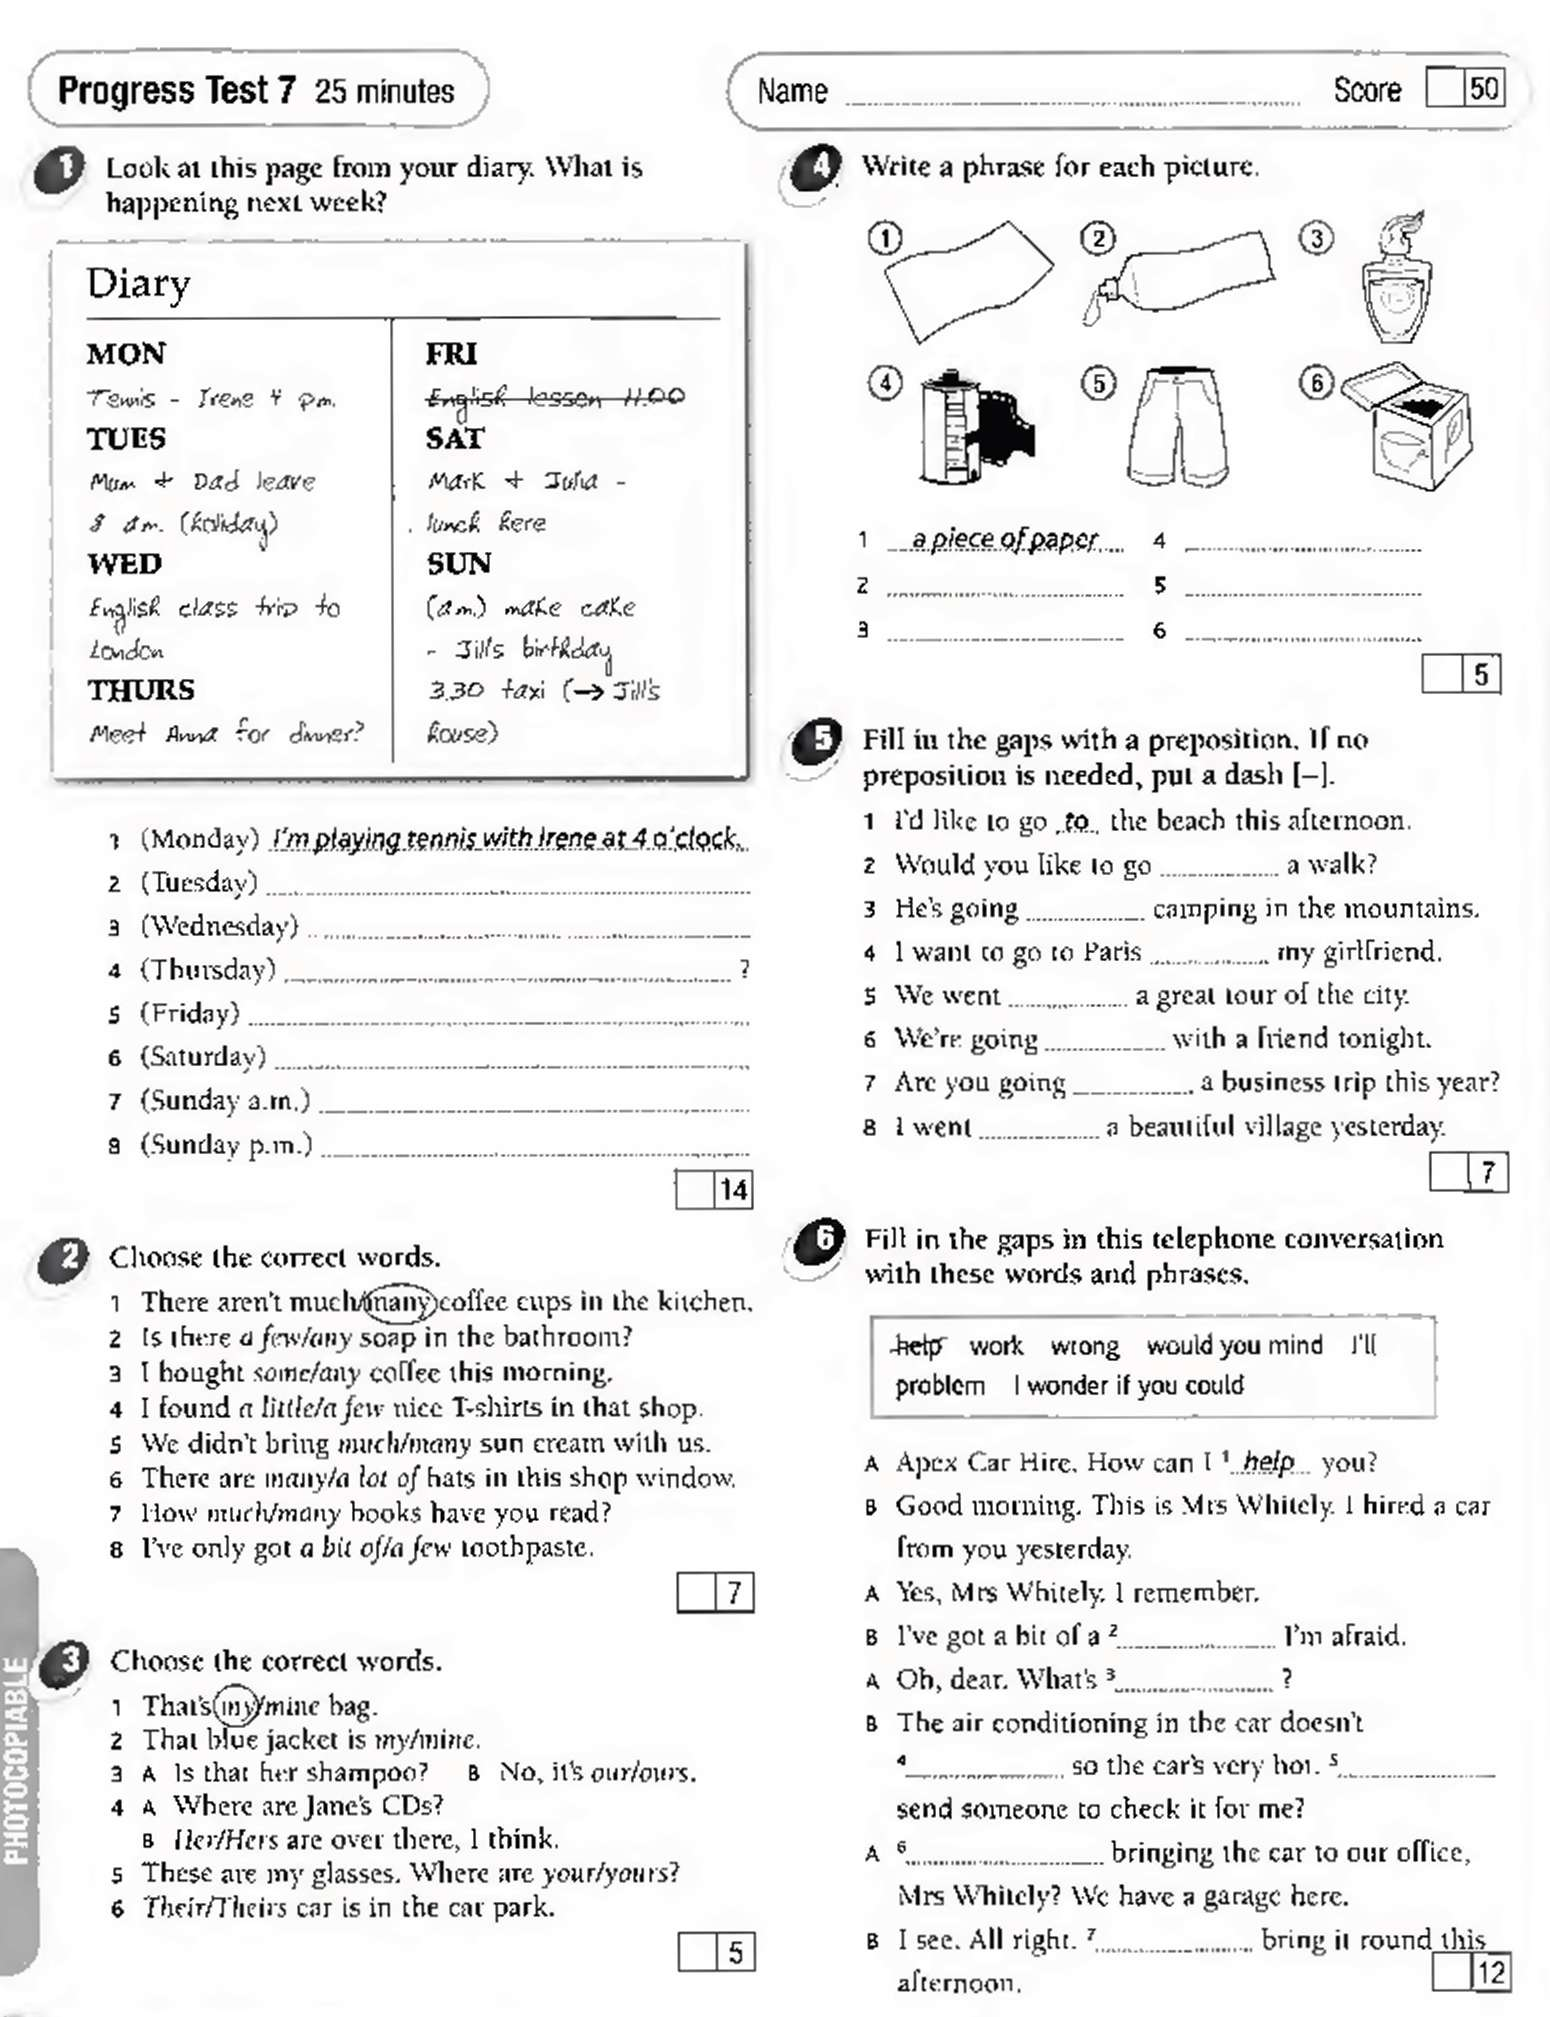 Progress Test 7 25 minutes
Name
Score 50
1 Look at this page from your diary. What is
happening next week?
Diary
MON
Tennis - Irene 4 pm.
TUES
Mum + Dad leave
8 am. (holiday)
WED
English class trip to
London
THURS
Meet Anna for dinner?
FRI
English lesson 11.00
SAT
Mark + Julia -
lunch here
SUN
(am.) make cake
- Jill's birthday
3.30 taxi (→ Jill's
house)
1 (Monday) I'm playing tennis with Irene at 4 o'clock.
2 (Tuesday)
3 (Wednesday)
4 (Thursday) ?
5 (Friday)
6 (Saturday)
7 (Sunday a.m.)
8 (Sunday p.m.)
14
2 Choose the correct words.
1 There aren't much/many coffee cups in the kitchen.
2 Is there a few/any soap in the bathroom?
3 I bought some/any coffee this morning.
4 I found a little/a few nice T-shirts in that shop.
5 We didn't bring much/many sun cream with us.
6 There are many/a lot of hats in this shop window.
7 How much/many books have you read?
8 I've only got a bit of/a few toothpaste.
7
3 Choose the correct words.
1 That's my/mine bag.
2 That blue jacket is my/mine.
3 A Is that her shampoo? B No, it's our/ours.
4 A Where are Jane's CDs?
B Her/Hers are over there, I think.
5 These are my glasses. Where are your/yours?
6 Their/Theirs car is in the car park.
5
PHOTOCOPIABLE
4 Write a phrase for each picture.
1 2 3
4 5 6
1 a piece of paper 4
2 5
3 6
5
5 Fill in the gaps with a preposition. If no
preposition is needed, put a dash [–].
1 I'd like to go to the beach this afternoon.
2 Would you like to go a walk?
3 He's going camping in the mountains.
4 I want to go to Paris my girlfriend.
5 We went a great tour of the city.
6 We're going with a friend tonight.
7 Are you going a business trip this year?
8 I went a beautiful village yesterday.
7
6 Fill in the gaps in this telephone conversation
with these words and phrases.
help work wrong would you mind I'll
problem I wonder if you could
A Apex Car Hire. How can I 1 help you?
B Good morning. This is Mrs Whitely. I hired a car
from you yesterday.
A Yes, Mrs Whitely. I remember.
B I've got a bit of a 2 I'm afraid.
A Oh, dear. What's 3 ?
B The air conditioning in the car doesn't
4 so the car's very hot. 5
send someone to check it for me?
A 6 bringing the car to our office,
Mrs Whitely? We have a garage here.
B I see. All right. 7 bring it round this
afternoon.
12